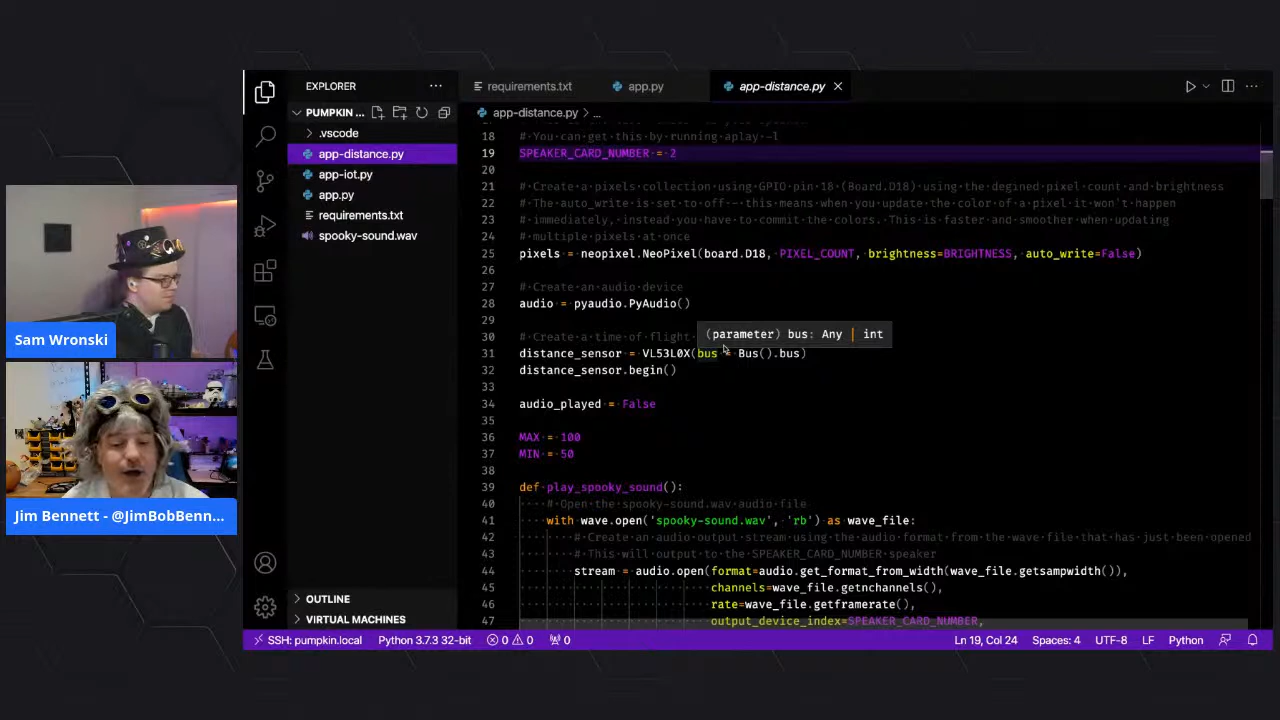 EXPLORER
PUMPKIN ...
.vscode
app-distance.py
app-iot.py
app.py
requirements.txt
spooky-sound.wav
OUTLINE
VIRTUAL MACHINES
requirements.txt
app.py
app-distance.py
app-distance.py > ...
18 # You can get this by running aplay -l
19 SPEAKER_CARD_NUMBER = 2
20
21 # Create a pixels collection using GPIO pin 18 (Board.D18) using the degined pixel count and brightness
22 # The auto_write is set to off - this means when you update the color of a pixel it won't happen
23 # immediately, instead you have to commit the colors. This is faster and smoother when updating
24 # multiple pixels at once
25 pixels = neopixel.NeoPixel(board.D18, PIXEL_COUNT, brightness=BRIGHTNESS, auto_write=False)
26
27 # Create an audio device
28 audio = pyaudio.PyAudio()
29
(parameter) bus: Any | int
30 # Create a time of flight
31 distance_sensor = VL53L0X(bus = Bus().bus)
32 distance_sensor.begin()
33
34 audio_played = False
35
36 MAX = 100
37 MIN = 50
38
39 def play_spooky_sound():
40 # Open the spooky-sound.wav audio file
41 with wave.open('spooky-sound.wav', 'rb') as wave_file:
42 # Create an audio output stream using the audio format from the wave file that has just been opened
43 # This will output to the SPEAKER_CARD_NUMBER speaker
44 stream = audio.open(format=audio.get_format_from_width(wave_file.getsampwidth()),
45 channels=wave_file.getnchannels(),
46 rate=wave_file.getframerate(),
47 output_device_index=SPEAKER_CARD_NUMBER,
Sam Wronski
Jim Bennett - @JimBobBenn...
SSH: pumpkin.local Python 3.7.3 32-bit 0 0 0 Ln 19, Col 24 Spaces: 4 UTF-8 LF Python